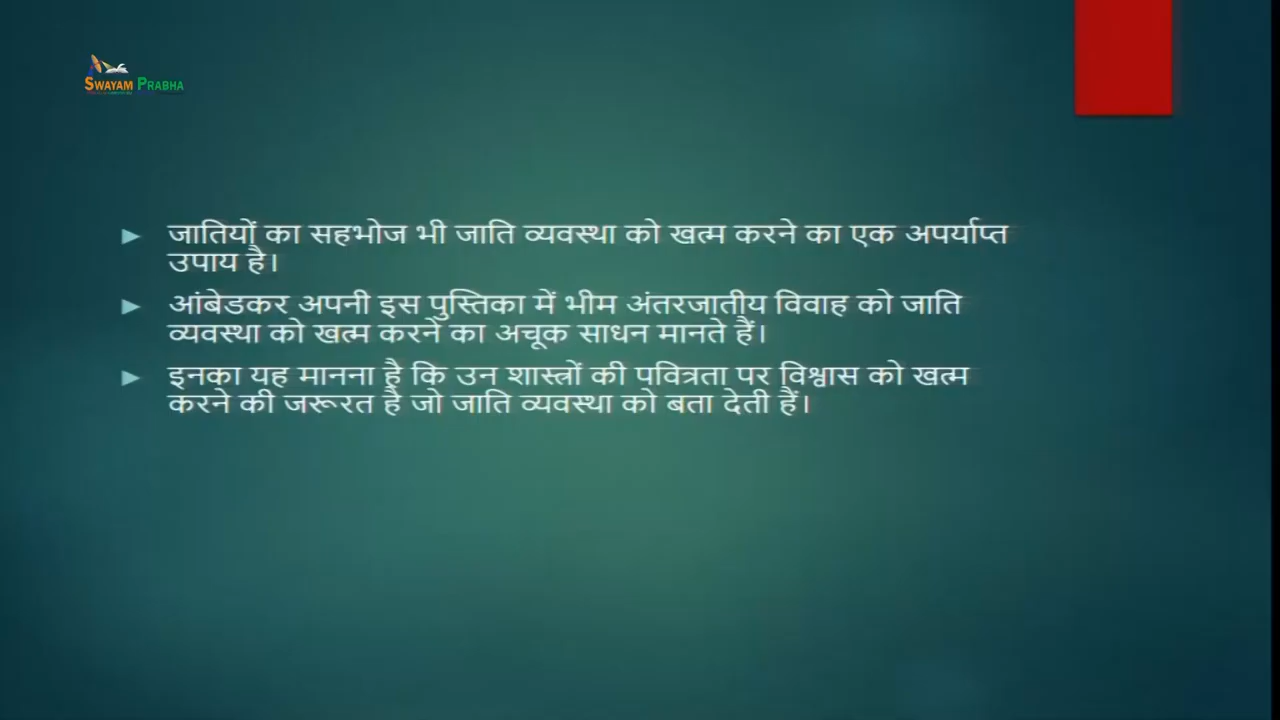 SWAYAM PRABHA
जातियों का सहभोज भी जाति व्यवस्था को खत्म करने का एक अपर्याप्त
उपाय है।
आंबेडकर अपनी इस पुस्तिका में भीम अंतरजातीय विवाह को जाति
व्यवस्था को खत्म करने का अचूक साधन मानते हैं।
इनका यह मानना है कि उन शास्त्रों की पवित्रता पर विश्वास को खत्म
करने की जरूरत है जो जाति व्यवस्था को बता देती हैं।